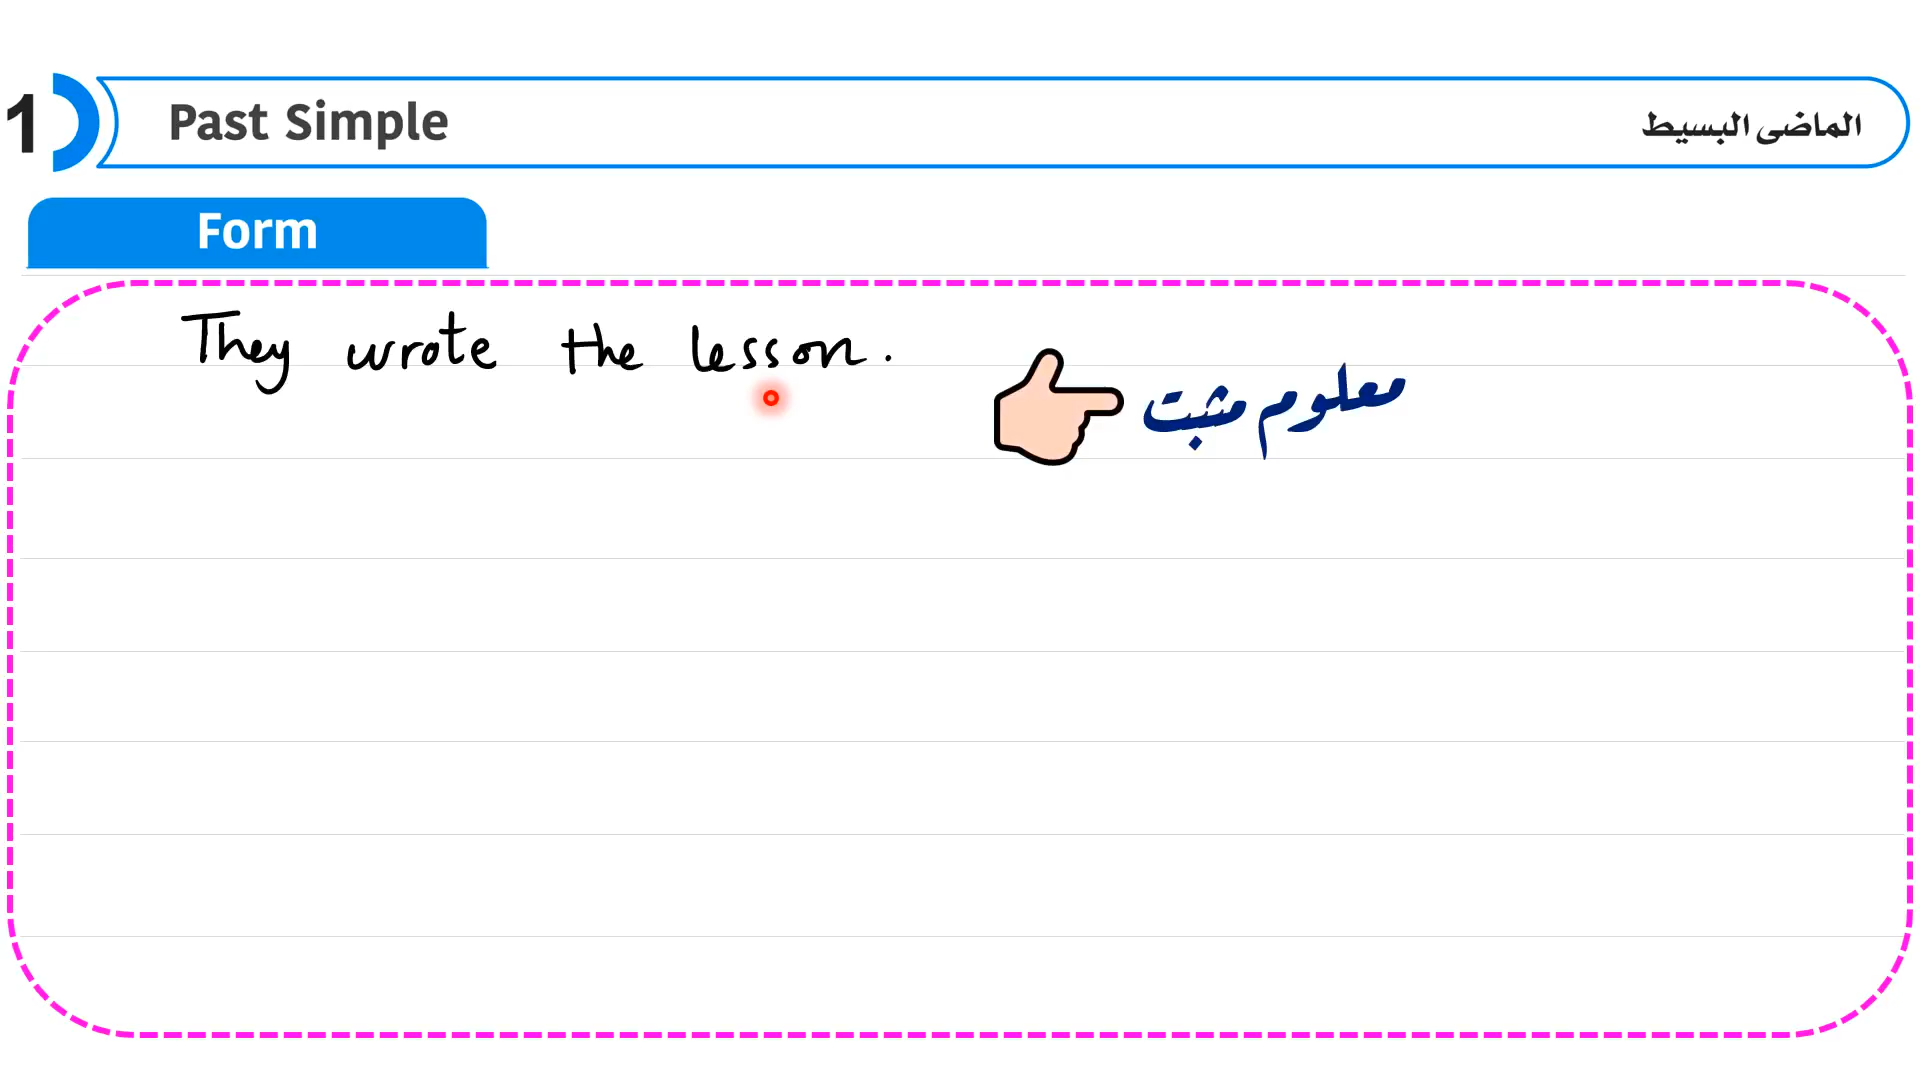 1 Past Simple الماضى البسيط
Form
They wrote the lesson.
معلوم مثبت